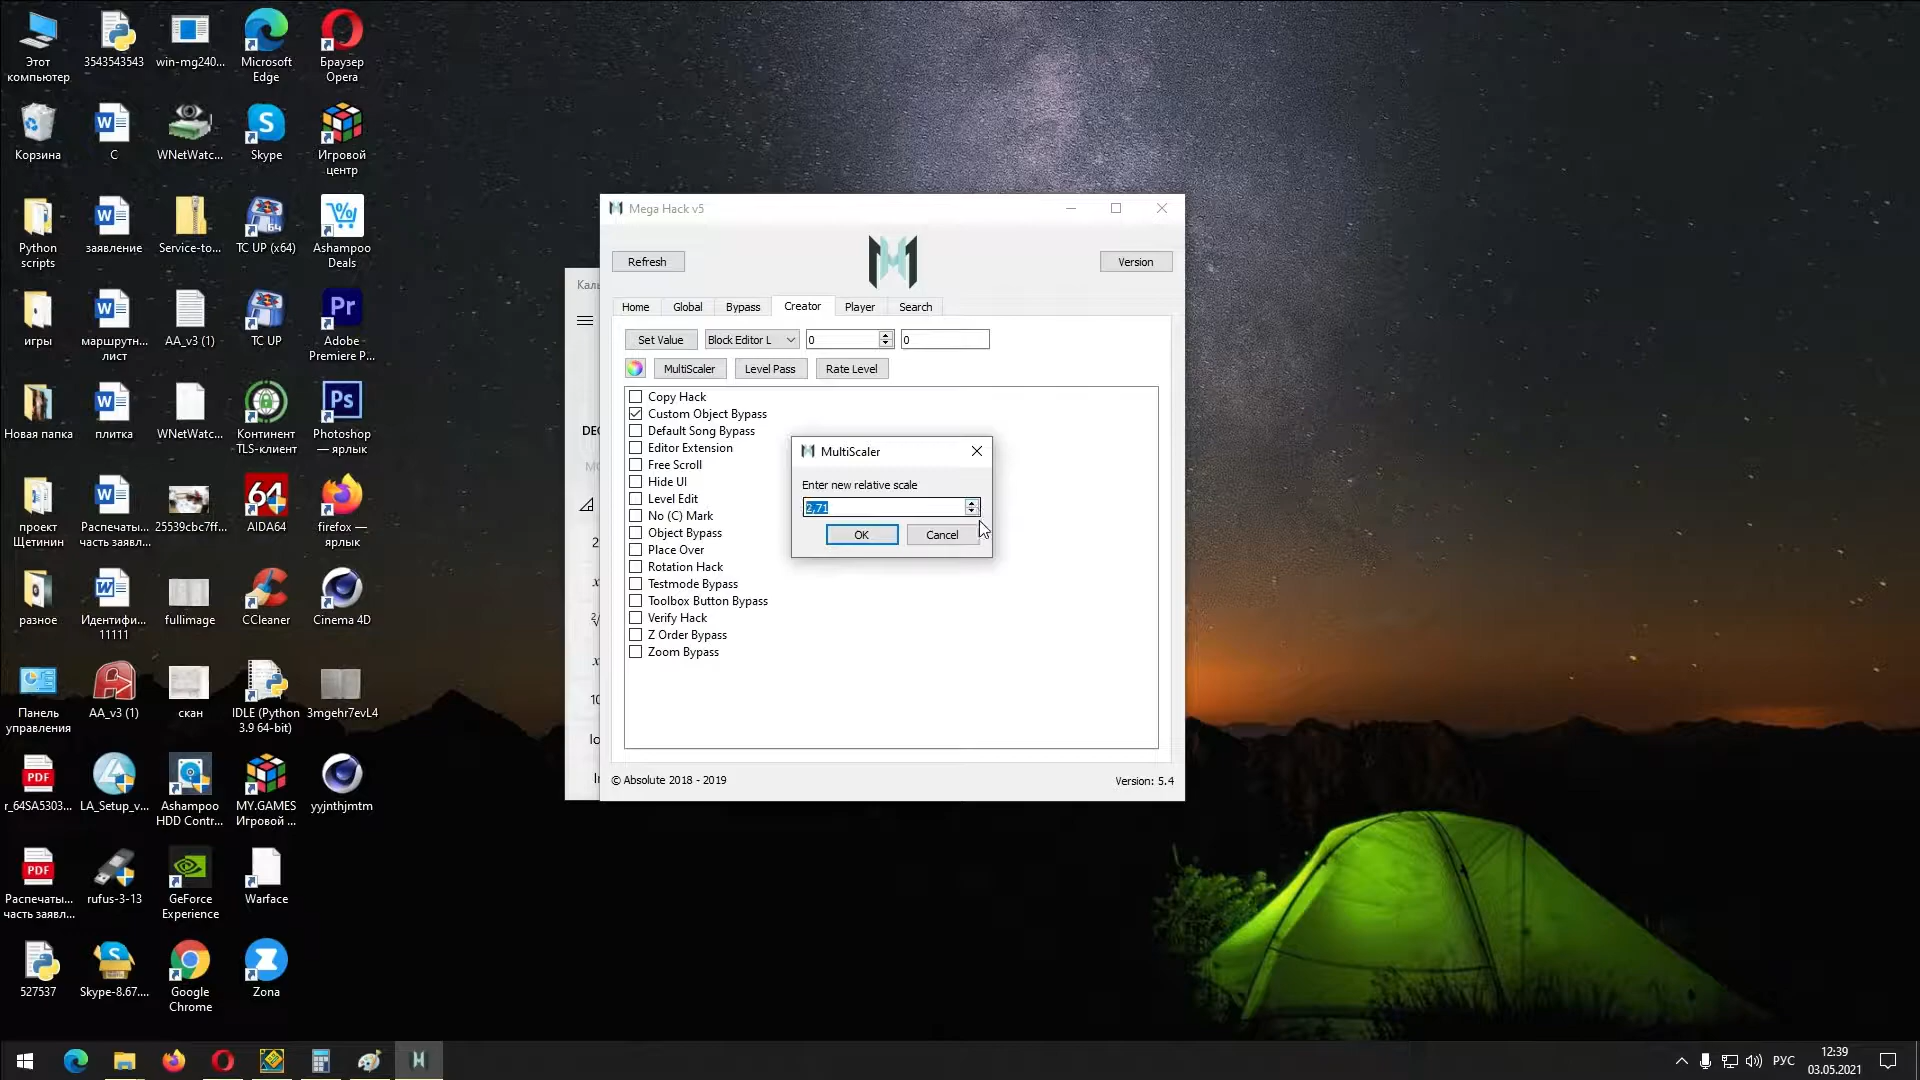 Этот
компьютер
3543543543
win-mg240...
Microsoft
Edge
Браузер
Opera
Корзина
С
WNetWatc...
Skype
Игровой
центр
Python
scripts
заявление
Service-to...
TC UP (x64)
Ashampoo
Deals
игры
маршрутн...
лист
AA_v3 (1)
TC UP
Adobe
Premiere P...
Новая папка
плитка
WNetWatc...
Континент
TLS-клиент
Photoshop
— ярлык
проект
Щетинин
Распечаты...
часть заявл...
25539cbc7ff...
AIDA64
firefox —
ярлык
разное
Идентифи...
11111
fullimage
CCleaner
Cinema 4D
Панель
управления
AA_v3 (1)
скан
IDLE (Python
3.9 64-bit)
3mgehr7evL4
r_64SA5303...
LA_Setup_v...
Ashampoo
HDD Contr...
MY.GAMES
Игровой ...
yyjnthjmtm
Распечаты...
часть заявл...
rufus-3-13
GeForce
Experience
Warface
527537
Skype-8.67....
Google
Chrome
Zona
Mega Hack v5
Refresh
Version
Home Global Bypass Creator Player Search
Set Value Block Editor L 0 0
MultiScaler Level Pass Rate Level
Copy Hack
Custom Object Bypass
Default Song Bypass
Editor Extension
Free Scroll
Hide UI
Level Edit
No (C) Mark
Object Bypass
Place Over
Rotation Hack
Testmode Bypass
Toolbox Button Bypass
Verify Hack
Z Order Bypass
Zoom Bypass
MultiScaler
Enter new relative scale
2,71
OK Cancel
© Absolute 2018 - 2019
Version: 5.4
РУС
12:39
03.05.2021